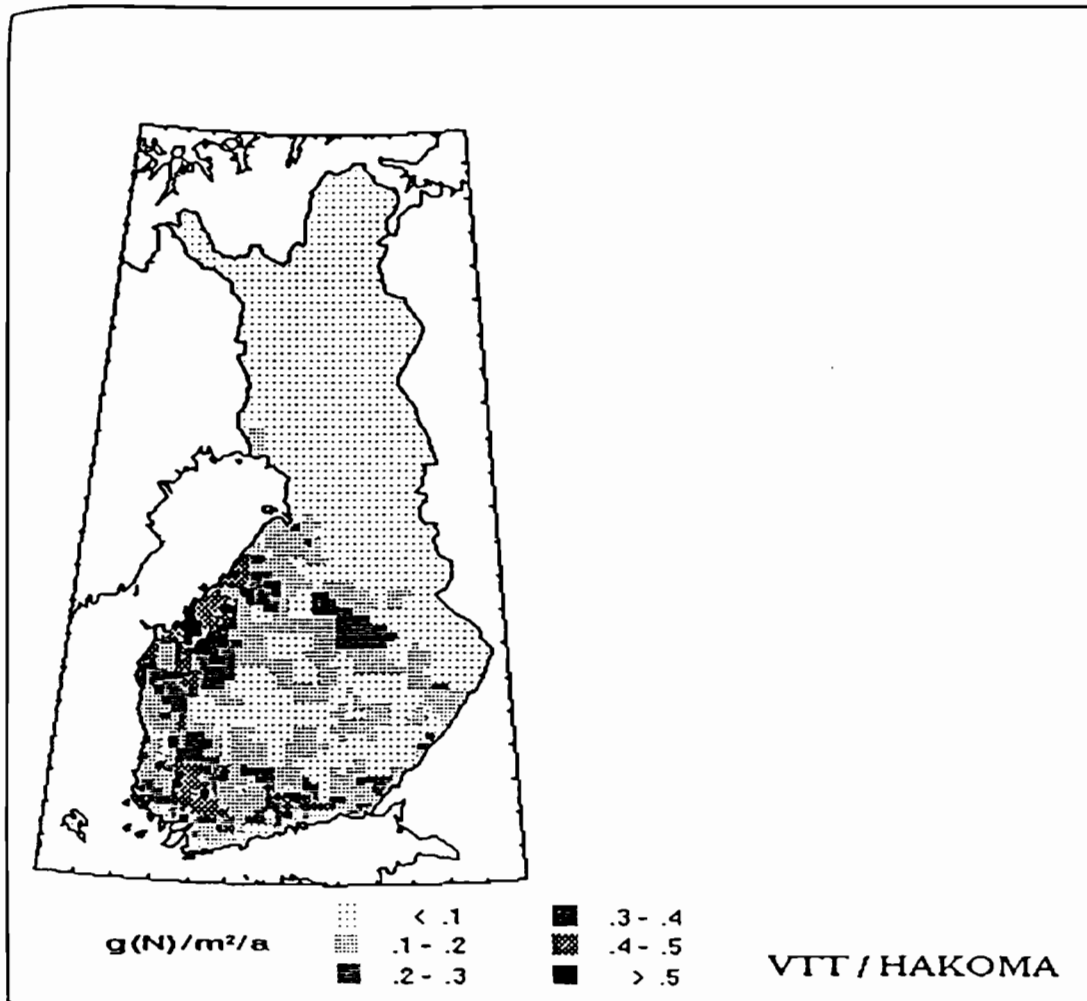 g(N)/m²/a
< .1
.1 - .2
.2 - .3
.3 - .4
.4 - .5
> .5
VTT / HAKOMA